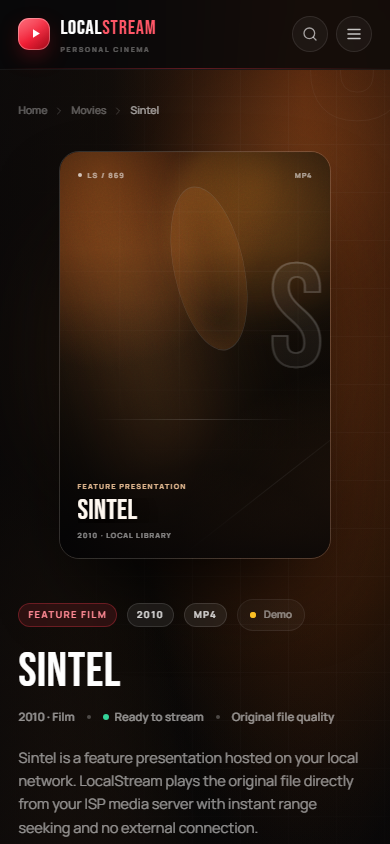 LOCALSTREAM
PERSONAL CINEMA
Home > Movies > Sintel
LS / 869
MP4
S
FEATURE PRESENTATION
SINTEL
2010 · LOCAL LIBRARY
FEATURE FILM
2010
MP4
Demo
SINTEL
2010 · Film • Ready to stream • Original file quality
Sintel is a feature presentation hosted on your local
network. LocalStream plays the original file directly
from your ISP media server with instant range
seeking and no external connection.